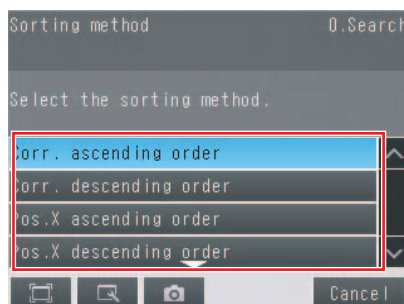 Sorting method 0.Search
Select the sorting method.
Corr. ascending order
Corr. descending order
Pos.X ascending order
Pos.X descending order
Cancel